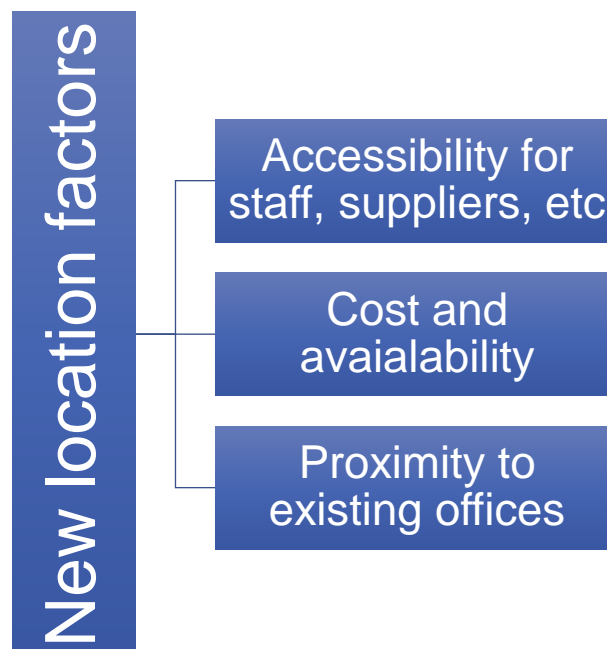 New location factors
Accessibility for
staff, suppliers, etc
Cost and
avaialability
Proximity to
existing offices